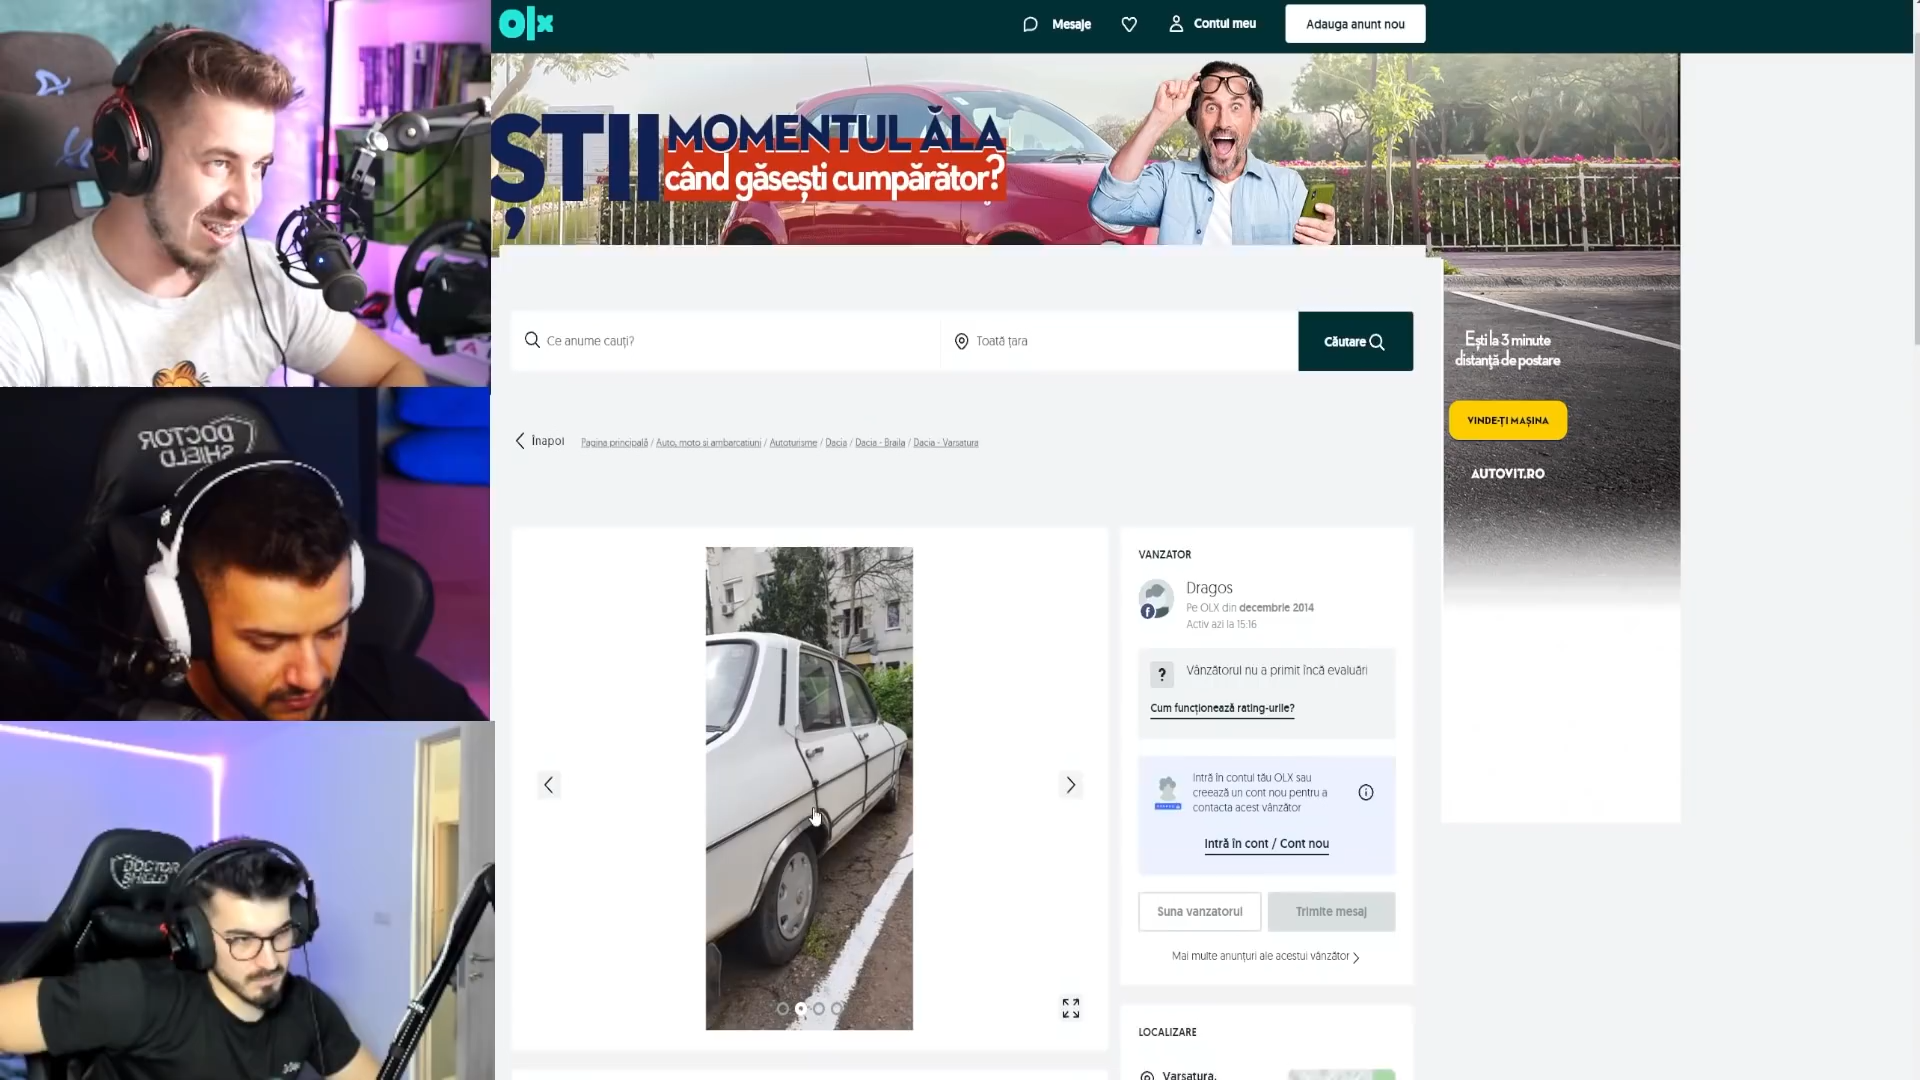 olx
Mesaje
Contul meu
Adauga anunt nou
ȘTII
MOMENTUL ĂLA
când găsești cumpărător?
Ce anume cauți?
Toată țara
Căutare
Ești la 3 minute
distanță de postare
VINDE-ȚI MAȘINA
AUTOVIT.RO
Înapoi
Pagina principală / Auto, moto si ambarcatiuni / Autoturisme / Dacia / Dacia - Braila / Dacia - Varsatura
DOCTOR
SHIELD
VANZATOR
Dragos
Pe OLX din decembrie 2014
Activ azi la 15:16
? Vânzătorul nu a primit încă evaluări
Cum funcționează rating-urile?
Intră în contul tău OLX sau
creează un cont nou pentru a
contacta acest vânzător
Intră în cont / Cont nou
Suna vanzatorul
Trimite mesaj
Mai multe anunțuri ale acestui vânzător
DOCTOR
SHIELD
LOCALIZARE
Varsatura,